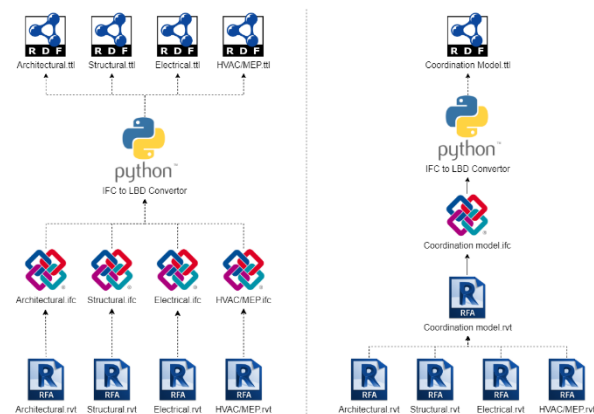 RDF RDF RDF RDF
Architectural.ttl Structural.ttl Electrical.ttl HVAC/MEP.ttl
python™
IFC to LBD Convertor
Architectural.ifc Structural.ifc Electrical.ifc HVAC/MEP.ifc
R R R R
RFA RFA RFA RFA
Architectural.rvt Structural.rvt Electrical.rvt HVAC/MEP.rvt
RDF
Coordination Model.ttl
python™
IFC to LBD Convertor
Coordination model.ifc
R
RFA
Coordination model.rvt
R R R R
RFA RFA RFA RFA
Architectural.rvt Structural.rvt Electrical.rvt HVAC/MEP.rvt